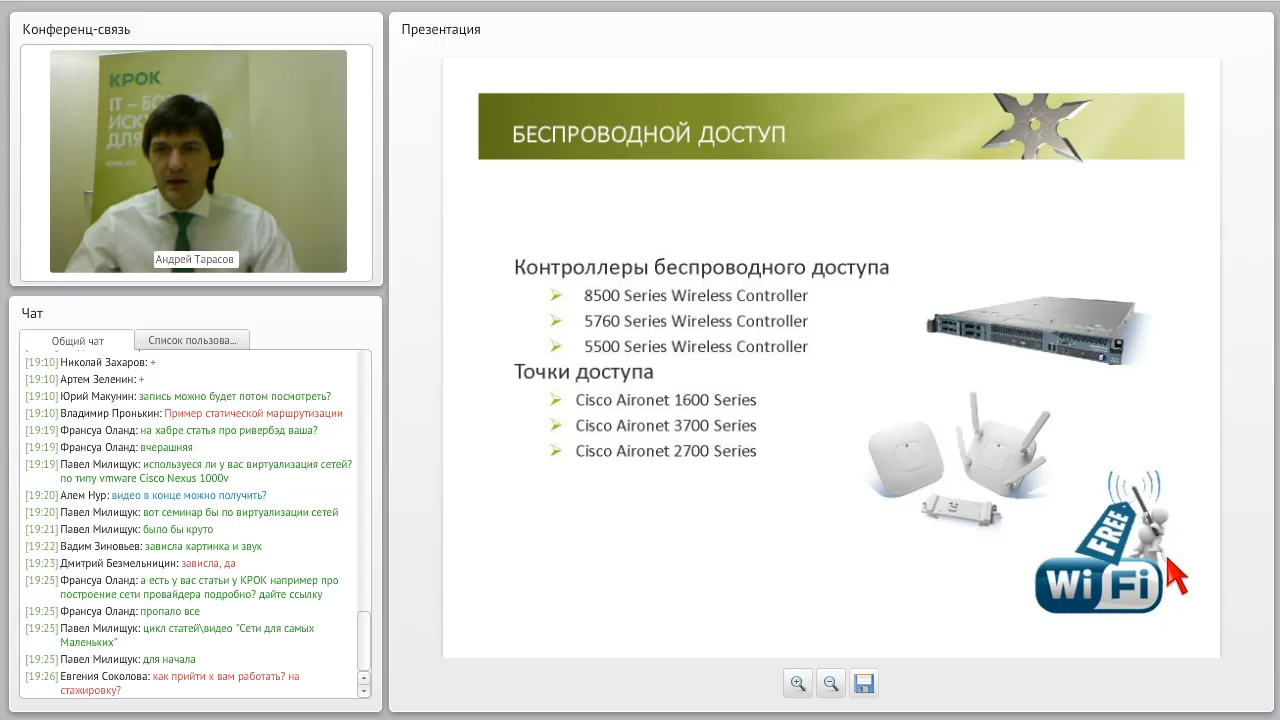 Конференц-связь
КРОК
IT –
Андрей Тарасов
Чат
Общий чат
Список пользова...
[19:10] Николай Захаров: +
[19:10] Артем Зеленин: +
[19:10] Юрий Макунин: запись можно будет потом посмотреть?
[19:10] Владимир Пронькин: Пример статической маршрутизации
[19:19] Франсуа Оланд: на хабре статья про ривербэд ваша?
[19:19] Франсуа Оланд: вчерашняя
[19:19] Павел Милищук: используеся ли у вас виртуализация сетей?
по типу vmware Cisco Nexus 1000v
[19:20] Алем Нур: видео в конце можно получить?
[19:20] Павел Милищук: вот семинар бы по виртуализации сетей
[19:21] Павел Милищук: было бы круто
[19:22] Вадим Зиновьев: зависла картинка и звук
[19:23] Дмитрий Безмельницин: зависла, да
[19:25] Франсуа Оланд: а есть у вас статьи у КРОК например про
построение сети провайдера подробно? дайте ссылку
[19:25] Франсуа Оланд: пропало все
[19:25] Павел Милищук: цикл статей\видео "Сети для самых
Маленьких"
[19:25] Павел Милищук: для начала
[19:26] Евгения Соколова: как прийти к вам работать? на
стажировку?
Презентация
БЕСПРОВОДНОЙ ДОСТУП
Контроллеры беспроводного доступа
8500 Series Wireless Controller
5760 Series Wireless Controller
5500 Series Wireless Controller
Точки доступа
Cisco Aironet 1600 Series
Cisco Aironet 3700 Series
Cisco Aironet 2700 Series
FREE
Wi Fi